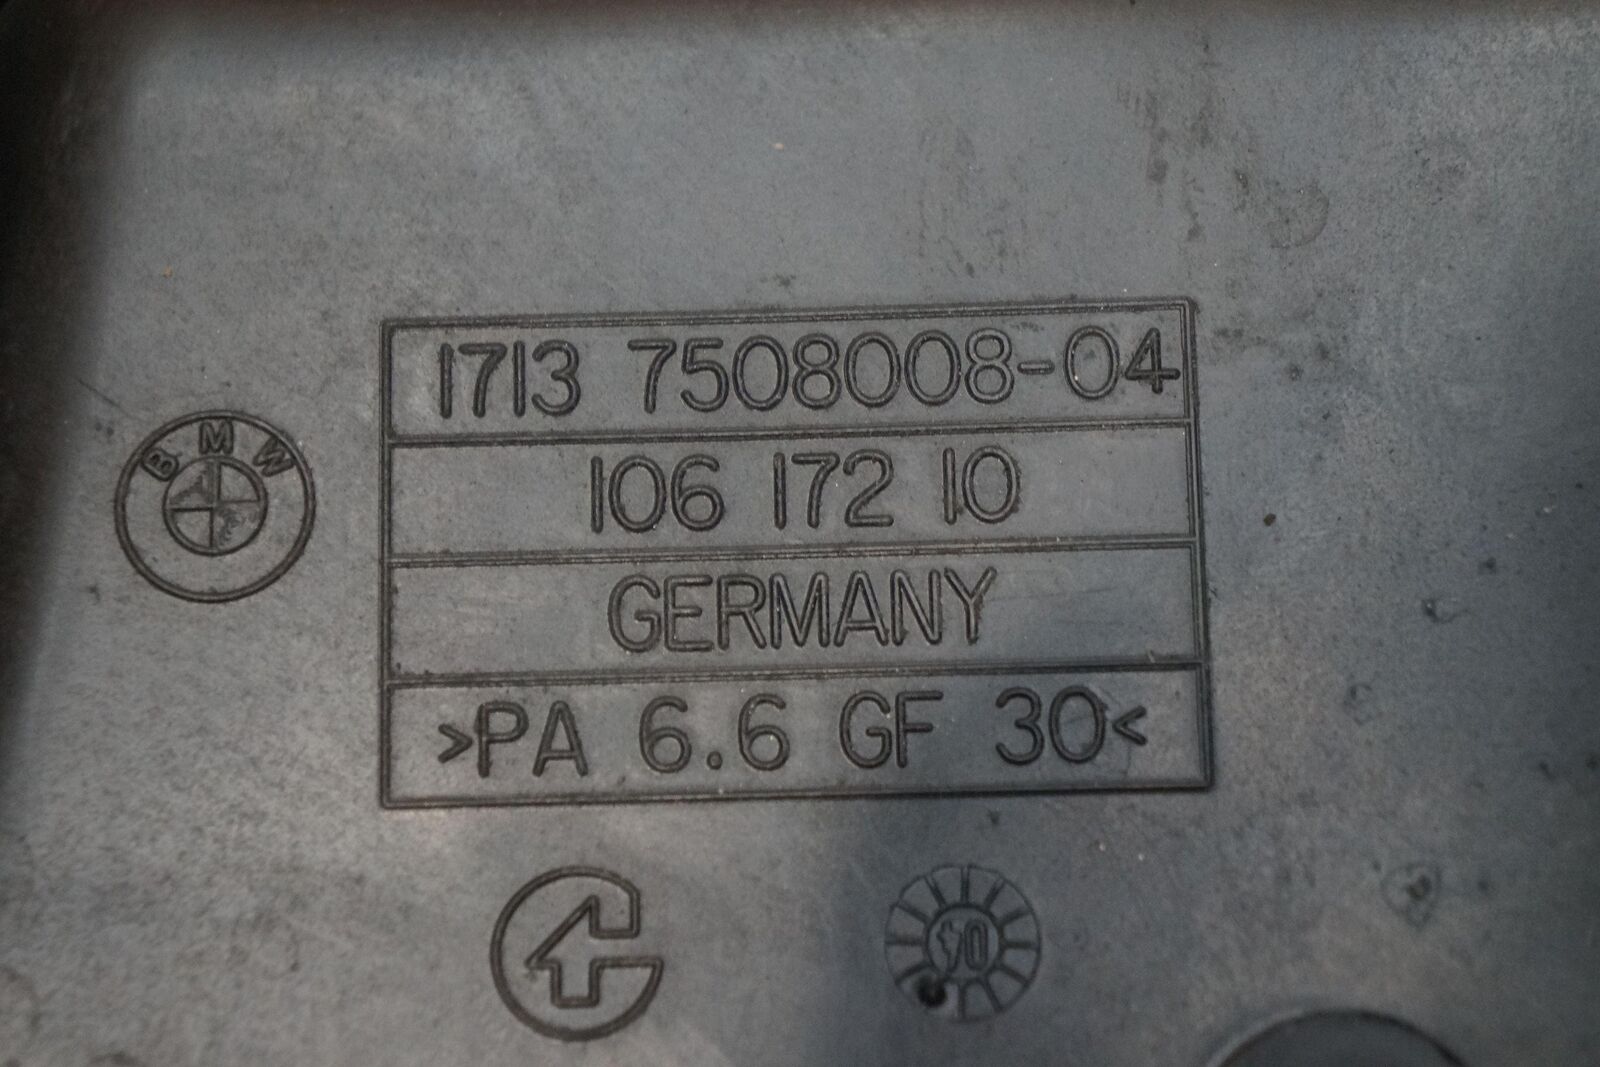 BMW
1713 7508008-04
106 172 10
GERMANY
>PA 6.6 GF 30<